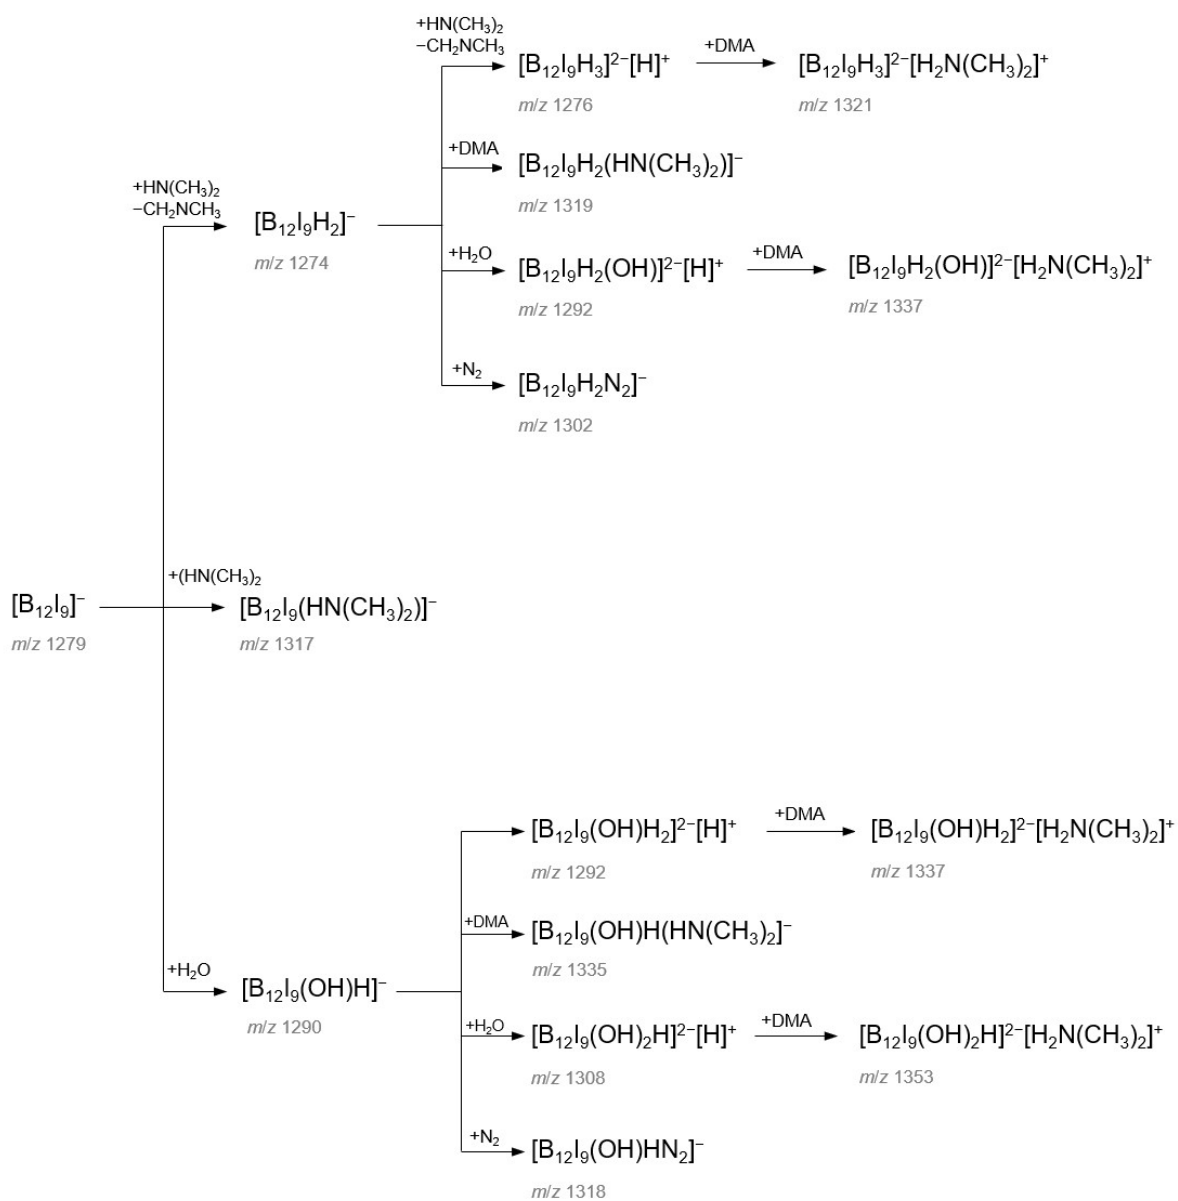 +HN(CH₃)₂
−CH₂NCH₃
[B₁₂I₉H₃]²⁻[H]⁺
+DMA
[B₁₂I₉H₃]²⁻[H₂N(CH₃)₂]⁺
m/z 1276
m/z 1321
+DMA
[B₁₂I₉H₂(HN(CH₃)₂)]⁻
m/z 1319
+HN(CH₃)₂
−CH₂NCH₃
[B₁₂I₉H₂]⁻
m/z 1274
+H₂O
[B₁₂I₉H₂(OH)]²⁻[H]⁺
+DMA
[B₁₂I₉H₂(OH)]²⁻[H₂N(CH₃)₂]⁺
m/z 1292
m/z 1337
+N₂
[B₁₂I₉H₂N₂]⁻
m/z 1302
[B₁₂I₉]⁻
m/z 1279
+(HN(CH₃)₂
[B₁₂I₉(HN(CH₃)₂)]⁻
m/z 1317
[B₁₂I₉(OH)H₂]²⁻[H]⁺
+DMA
[B₁₂I₉(OH)H₂]²⁻[H₂N(CH₃)₂]⁺
m/z 1292
m/z 1337
+DMA
[B₁₂I₉(OH)H(HN(CH₃)₂]⁻
m/z 1335
+H₂O
[B₁₂I₉(OH)H]⁻
m/z 1290
+H₂O
[B₁₂I₉(OH)₂H]²⁻[H]⁺
+DMA
[B₁₂I₉(OH)₂H]²⁻[H₂N(CH₃)₂]⁺
m/z 1308
m/z 1353
+N₂
[B₁₂I₉(OH)HN₂]⁻
m/z 1318